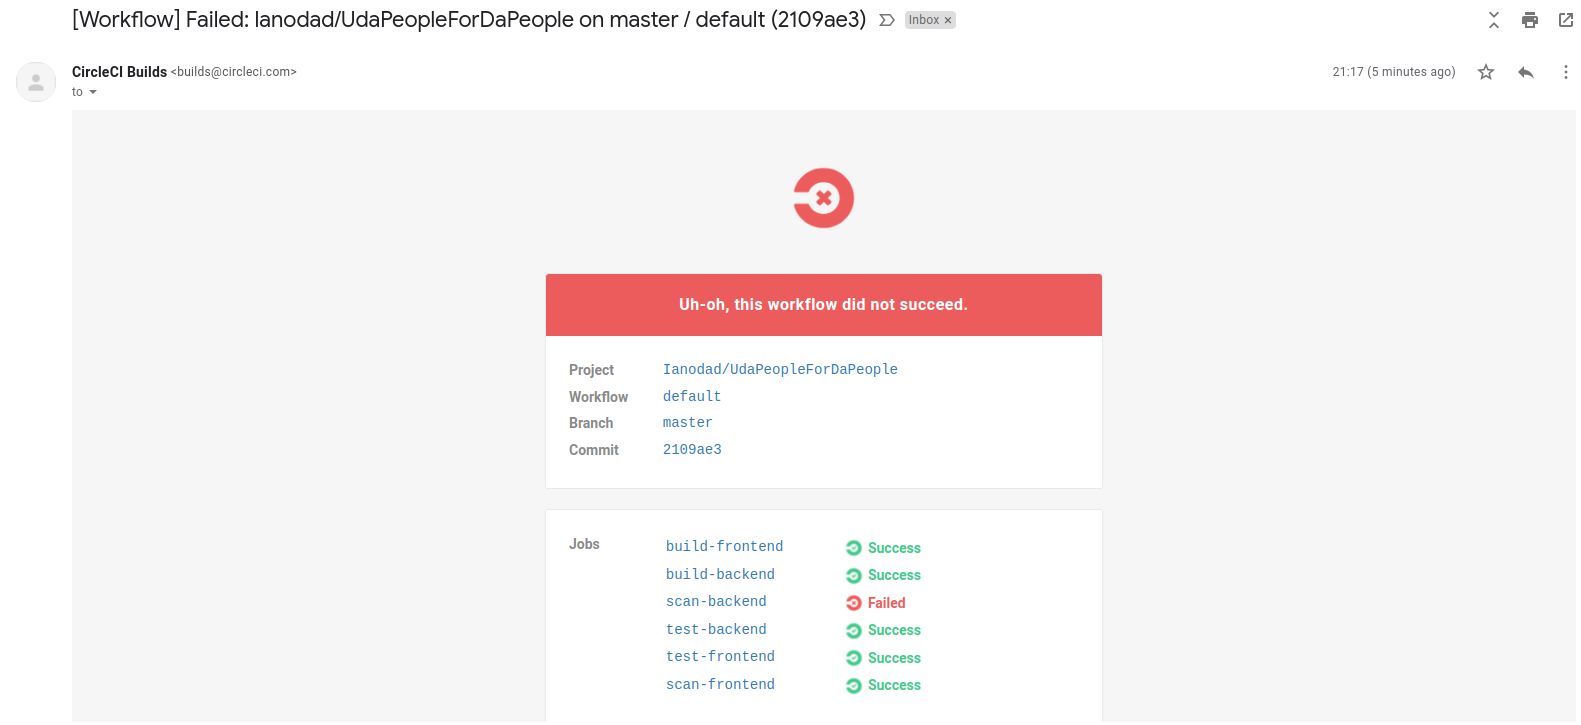 [Workflow] Failed: Ianodad/UdaPeopleForDaPeople on master / default (2109ae3) Inbox ×
CircleCI Builds <builds@circleci.com> 21:17 (5 minutes ago)
to
Uh-oh, this workflow did not succeed.
Project Ianodad/UdaPeopleForDaPeople
Workflow default
Branch master
Commit 2109ae3
Jobs build-frontend Success
build-backend Success
scan-backend Failed
test-backend Success
test-frontend Success
scan-frontend Success